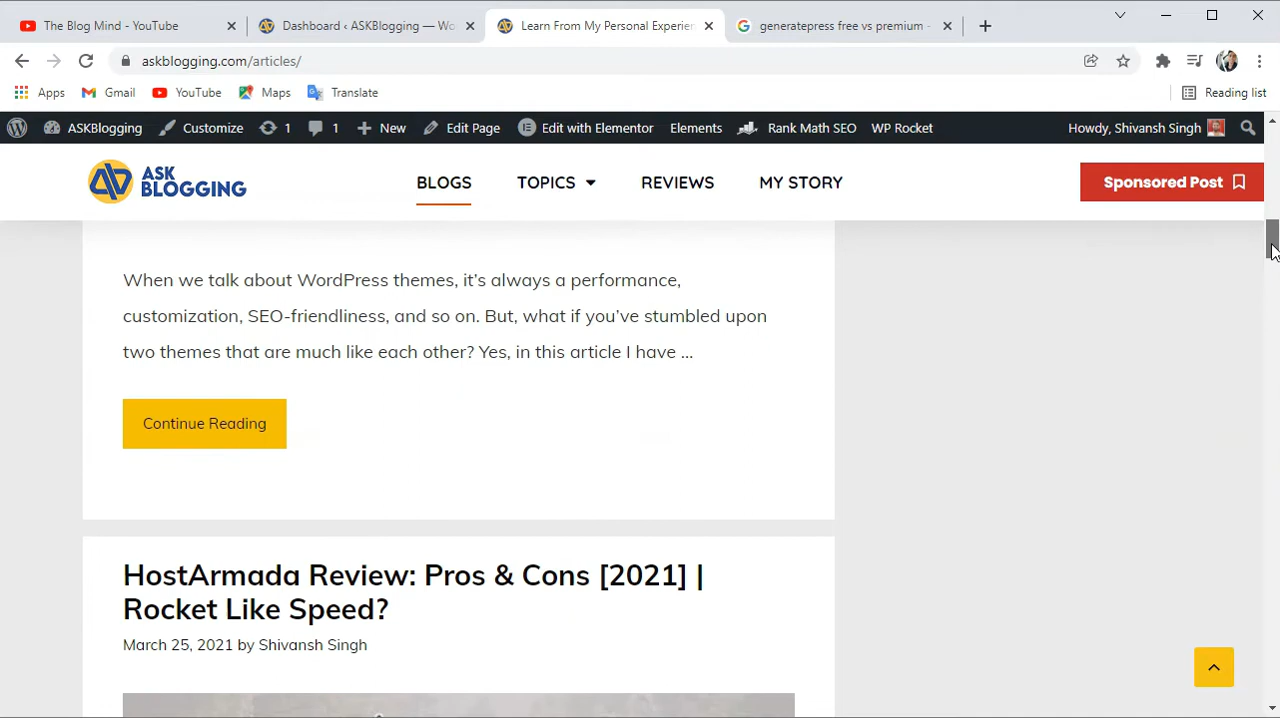 The Blog Mind - YouTube
Dashboard ‹ ASKBlogging — Wo
Learn From My Personal Experien
generatepress free vs premium -
askblogging.com/articles/
Apps
Gmail
YouTube
Maps
Translate
Reading list
ASKBlogging
Customize
1
1
New
Edit Page
Edit with Elementor
Elements
Rank Math SEO
WP Rocket
Howdy, Shivansh Singh
ASK
BLOGGING
BLOGS
TOPICS
REVIEWS
MY STORY
Sponsored Post
When we talk about WordPress themes, it’s always a performance,
customization, SEO-friendliness, and so on. But, what if you’ve stumbled upon
two themes that are much like each other? Yes, in this article I have ...
Continue Reading
HostArmada Review: Pros & Cons [2021] |
Rocket Like Speed?
March 25, 2021 by Shivansh Singh